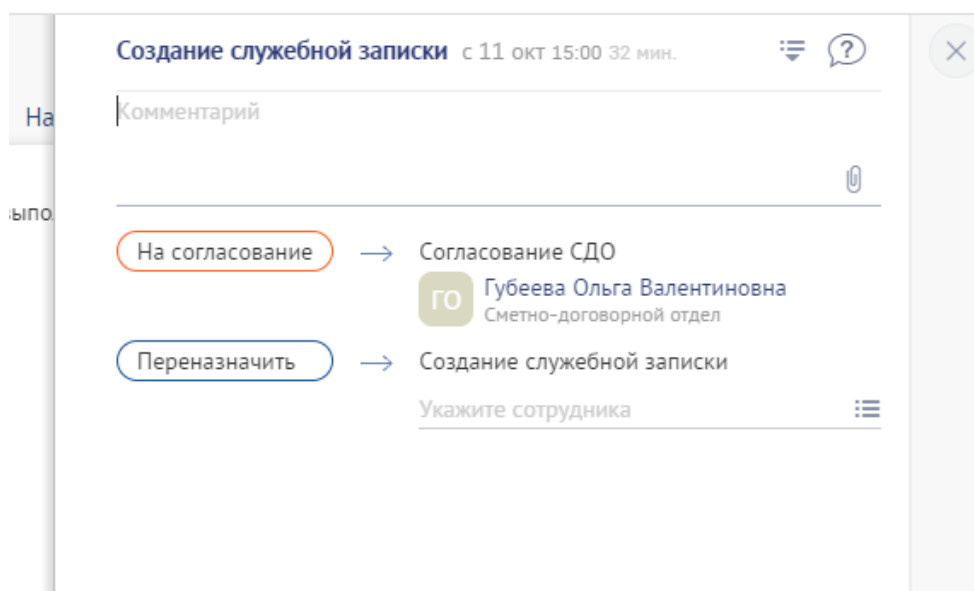 Создание служебной записки с 11 окт 15:00 32 мин.
На
Комментарий
выпо
На согласование → Согласование СДО
ГО Губеева Ольга Валентиновна
Сметно-договорной отдел
Переназначить → Создание служебной записки
Укажите сотрудника